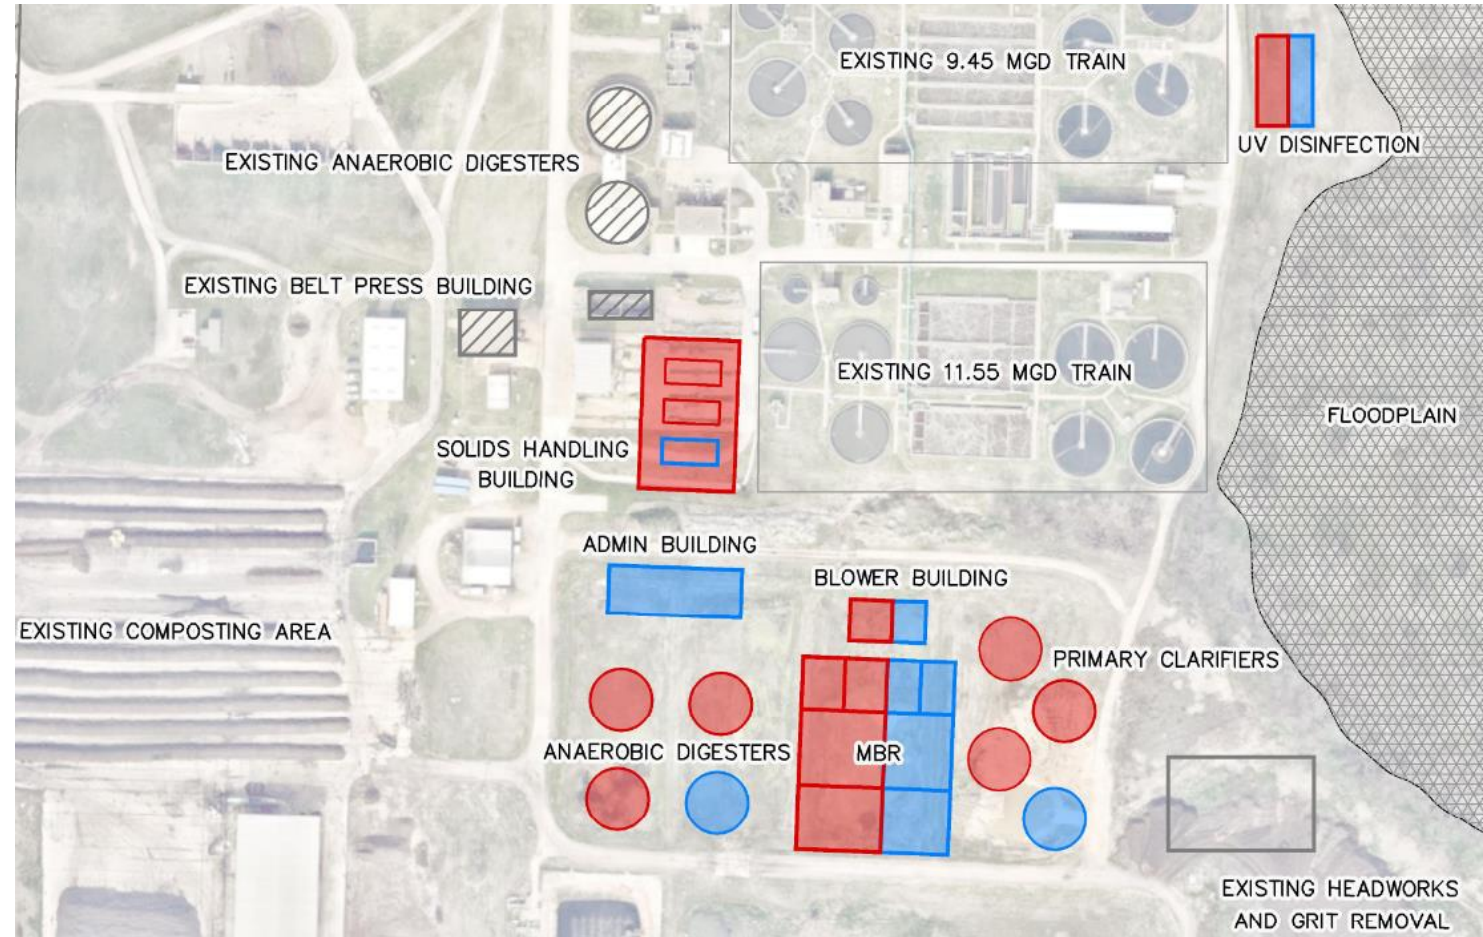 EXISTING 9.45 MGD TRAIN
UV DISINFECTION
EXISTING ANAEROBIC DIGESTERS
EXISTING BELT PRESS BUILDING
EXISTING 11.55 MGD TRAIN
FLOODPLAIN
SOLIDS HANDLING
BUILDING
ADMIN BUILDING
BLOWER BUILDING
EXISTING COMPOSTING AREA
PRIMARY CLARIFIERS
ANAEROBIC DIGESTERS
MBR
EXISTING HEADWORKS
AND GRIT REMOVAL